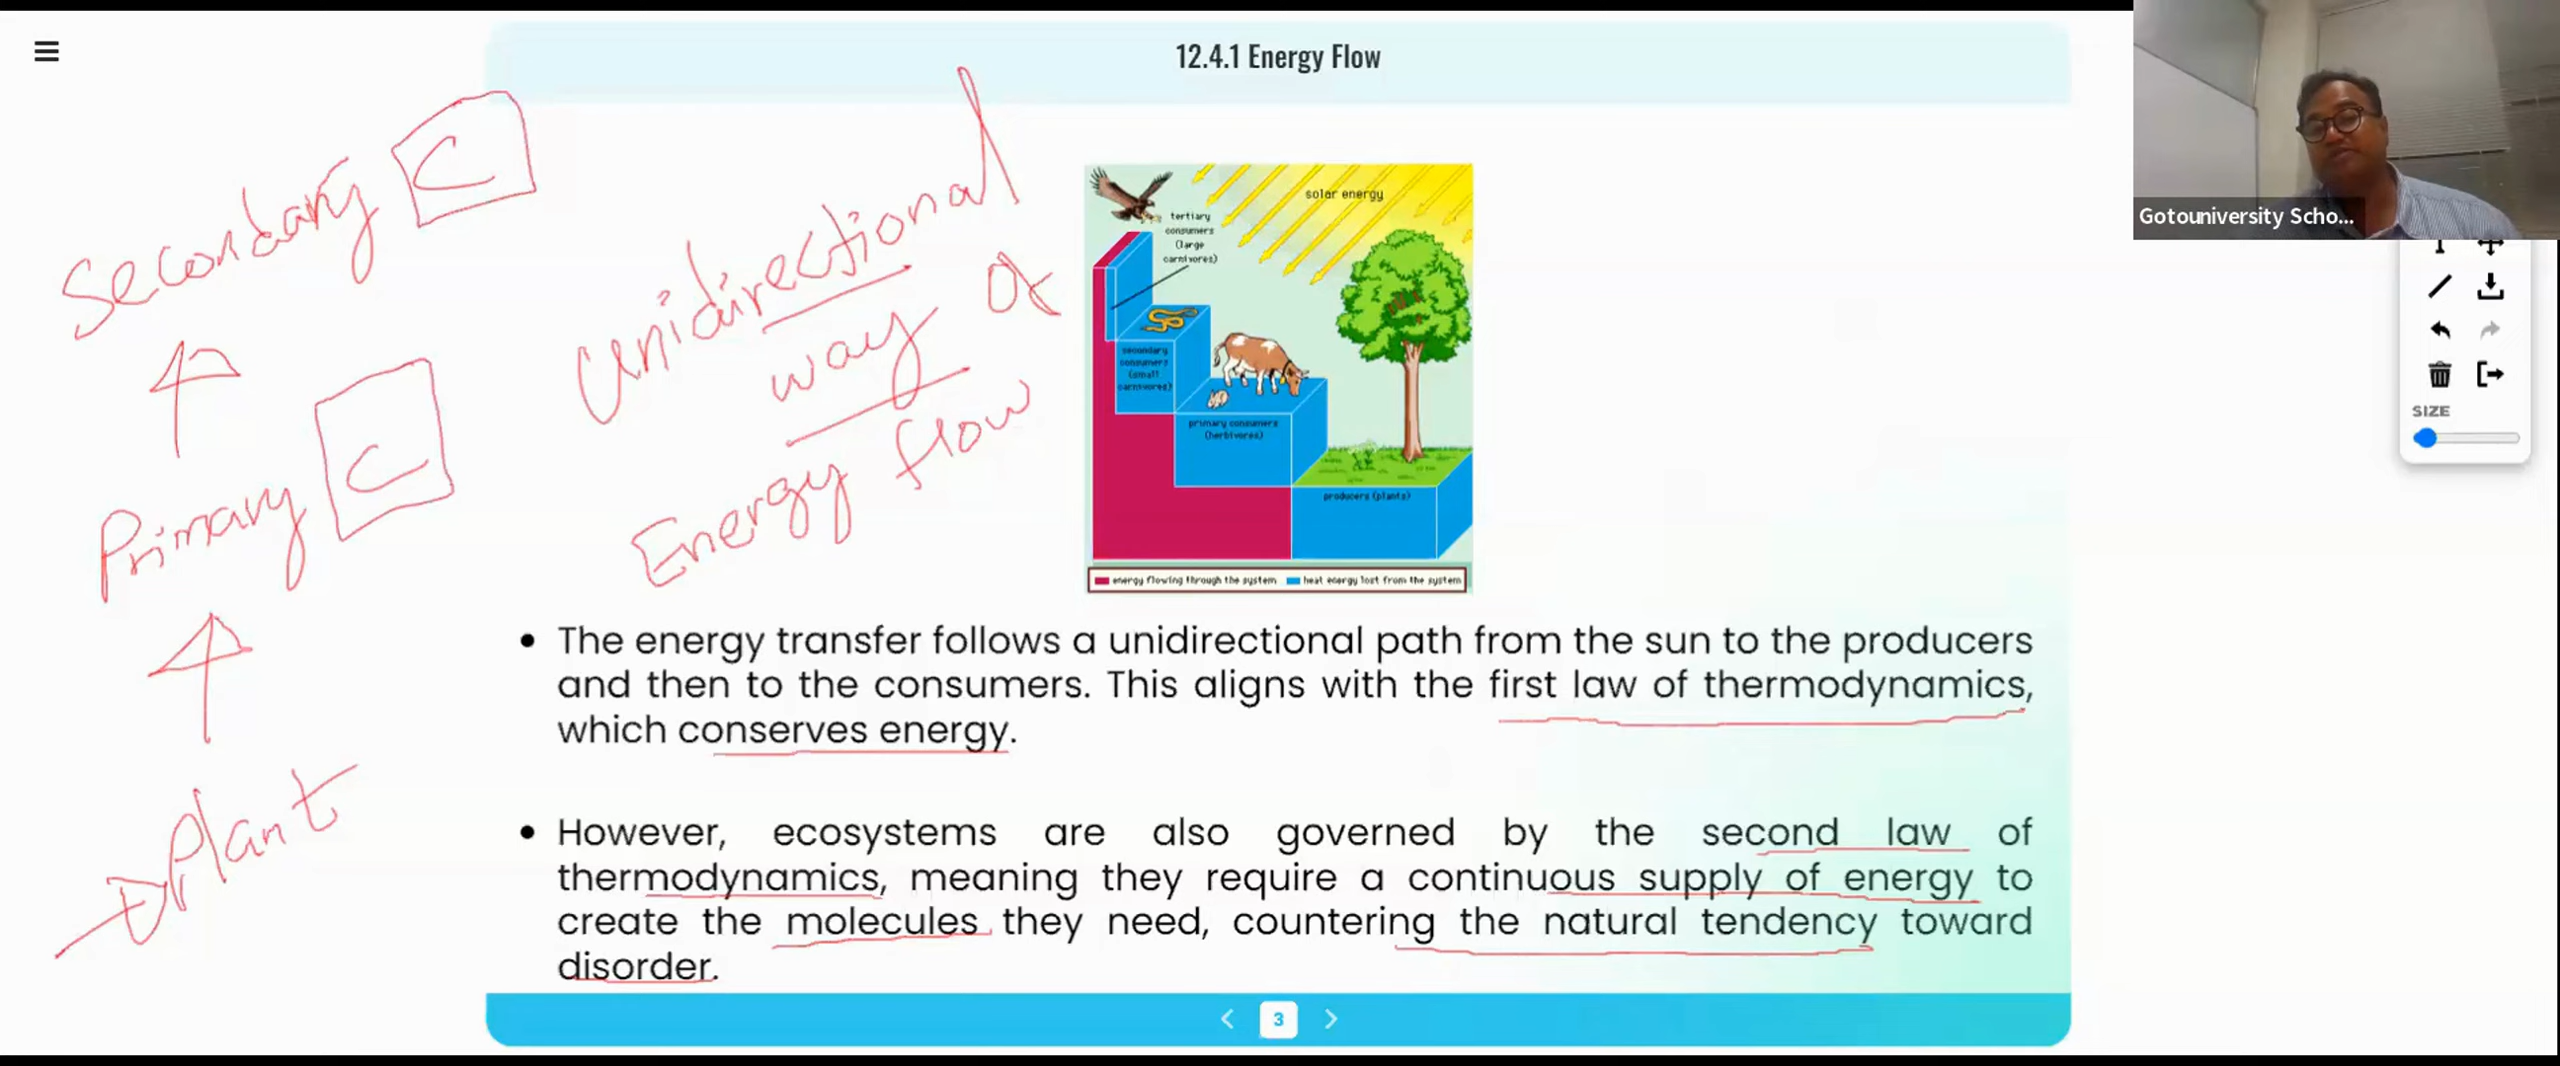 12.4.1 Energy Flow
Gotouniversity Scho...
SIZE
Secondary C
Primary C
Plant
Unidirectional
way of
Energy flow
solar energy
tertiary
consumers
(large
carnivores)
secondary
consumers
(small
carnivores)
primary consumers
(herbivores)
producers (plants)
energy flowing through the system
heat energy lost from the system
• The energy transfer follows a unidirectional path from the sun to the producers
and then to the consumers. This aligns with the first law of thermodynamics,
which conserves energy.
• However, ecosystems are also governed by the second law of
thermodynamics, meaning they require a continuous supply of energy to
create the molecules they need, countering the natural tendency toward
disorder.
3